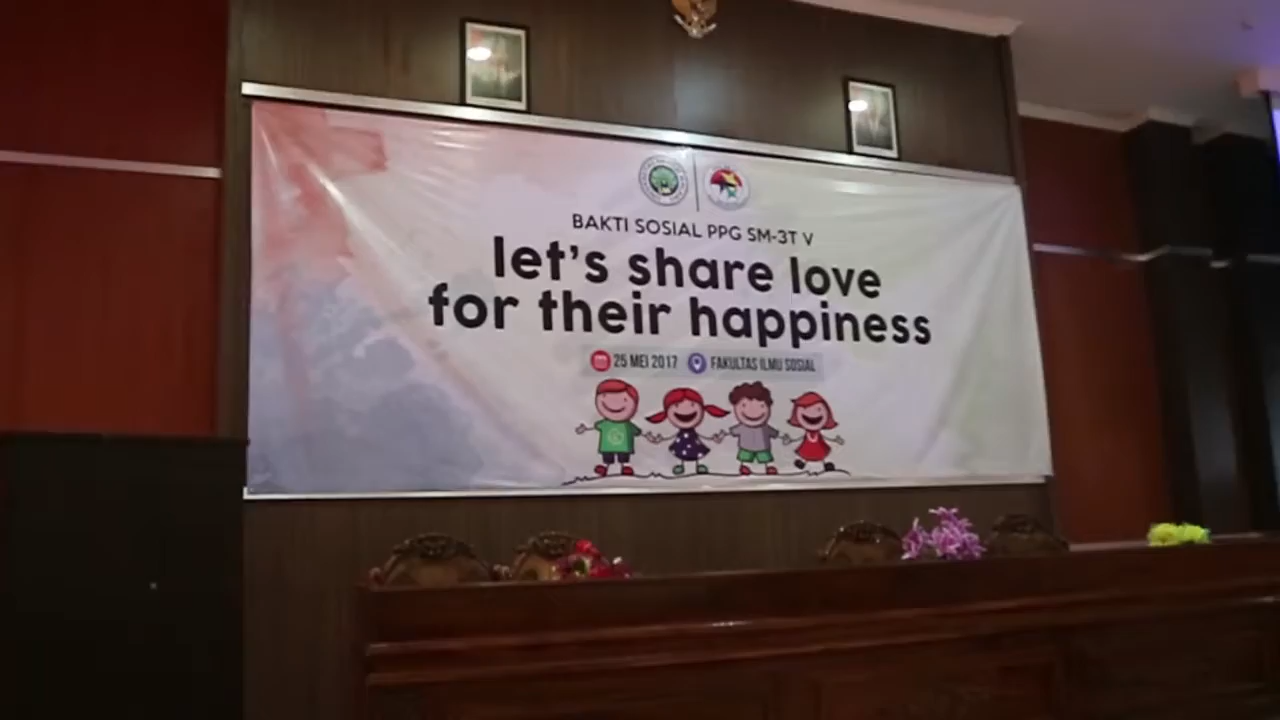 BAKTI SOSIAL PPG SM-3T V
let's share love
for their happiness
25 MEI 2017 FAKULTAS ILMU SOSIAL